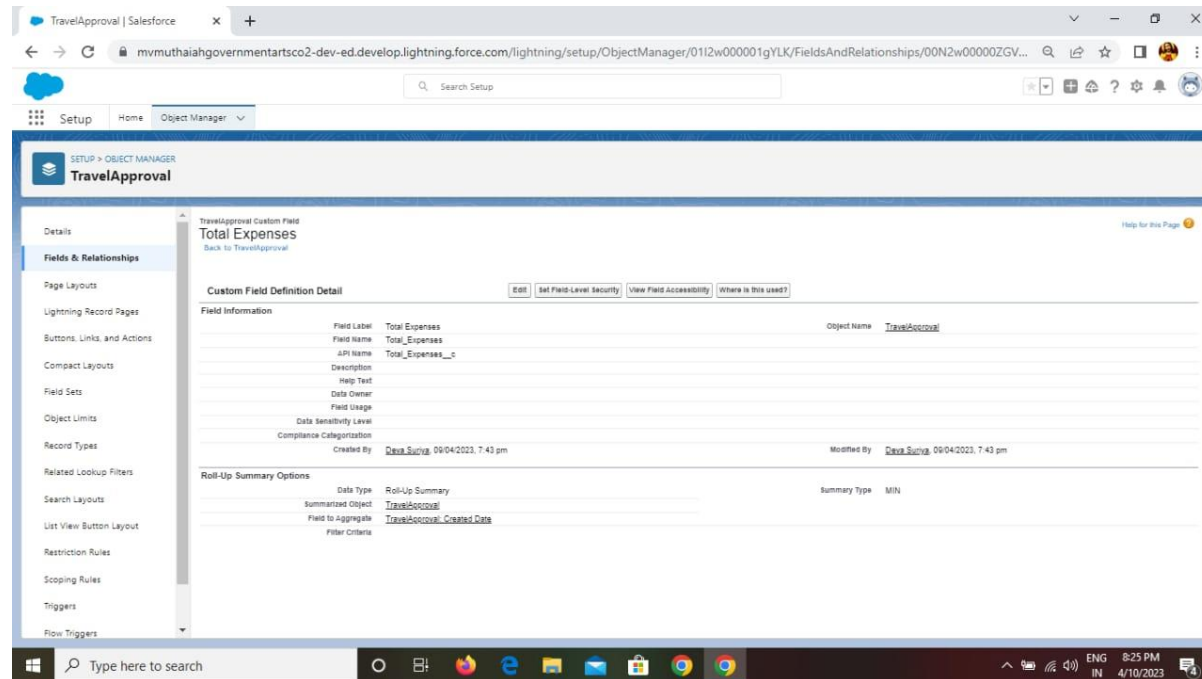 TravelApproval | Salesforce
mvmuthaiahgovernmentartsco2-dev-ed.develop.lightning.force.com/lightning/setup/ObjectManager/01I2w000001gYLK/FieldsAndRelationships/00N2w00000ZGV...
Search Setup
Setup Home Object Manager
SETUP > OBJECT MANAGER
TravelApproval
Details
Fields & Relationships
Page Layouts
Lightning Record Pages
Buttons, Links, and Actions
Compact Layouts
Field Sets
Object Limits
Record Types
Related Lookup Filters
Search Layouts
List View Button Layout
Restriction Rules
Scoping Rules
Triggers
Flow Triggers
TravelApproval Custom Field
Total Expenses
Back to TravelApproval
Help for this Page
Custom Field Definition Detail Edit Set Field-Level Security View Field Accessibility Where is this used?
Field Information
Field Label Total Expenses Object Name TravelApproval
Field Name Total_Expenses
API Name Total_Expenses__c
Description
Help Text
Data Owner
Field Usage
Data Sensitivity Level
Compliance Categorization
Created By Deva Suriya, 09/04/2023, 7:43 pm Modified By Deva Suriya, 09/04/2023, 7:43 pm
Roll-Up Summary Options
Data Type Roll-Up Summary Summary Type MIN
Summarized Object TravelApproval
Field to Aggregate TravelApproval: Created Date
Filter Criteria
Type here to search
ENG 8:25 PM
IN 4/10/2023
4